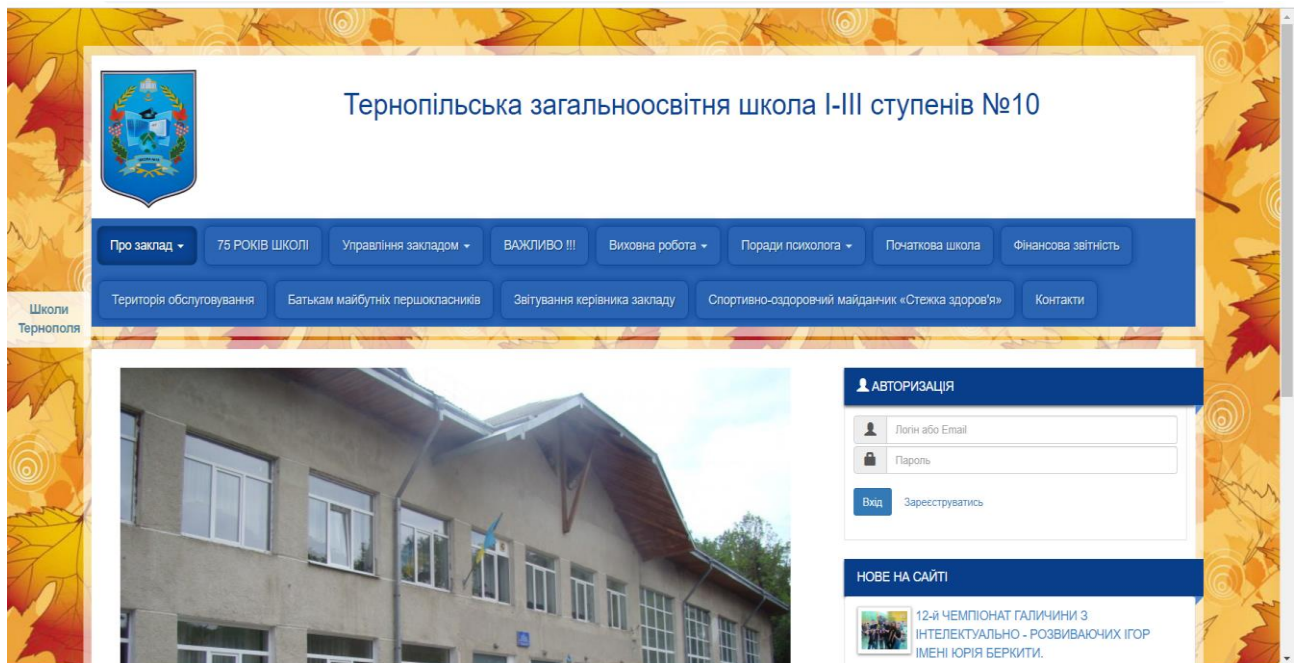 Тернопільська загальноосвітня школа І-ІІІ ступенів №10
Про заклад
75 РОКІВ ШКОЛІ
Управління закладом
ВАЖЛИВО !!!
Виховна робота
Поради психолога
Початкова школа
Фінансова звітність
Територія обслуговування
Батькам майбутніх першокласників
Звітування керівника закладу
Спортивно-оздоровчий майданчик «Стежка здоров'я»
Контакти
Школи
Тернополя
АВТОРИЗАЦІЯ
Логін або Email
Пароль
Вхід
Зареєструватись
НОВЕ НА САЙТІ
12-й ЧЕМПІОНАТ ГАЛИЧИНИ З
ІНТЕЛЕКТУАЛЬНО - РОЗВИВАЮЧИХ ІГОР
ІМЕНІ ЮРІЯ БЕРКИТИ.